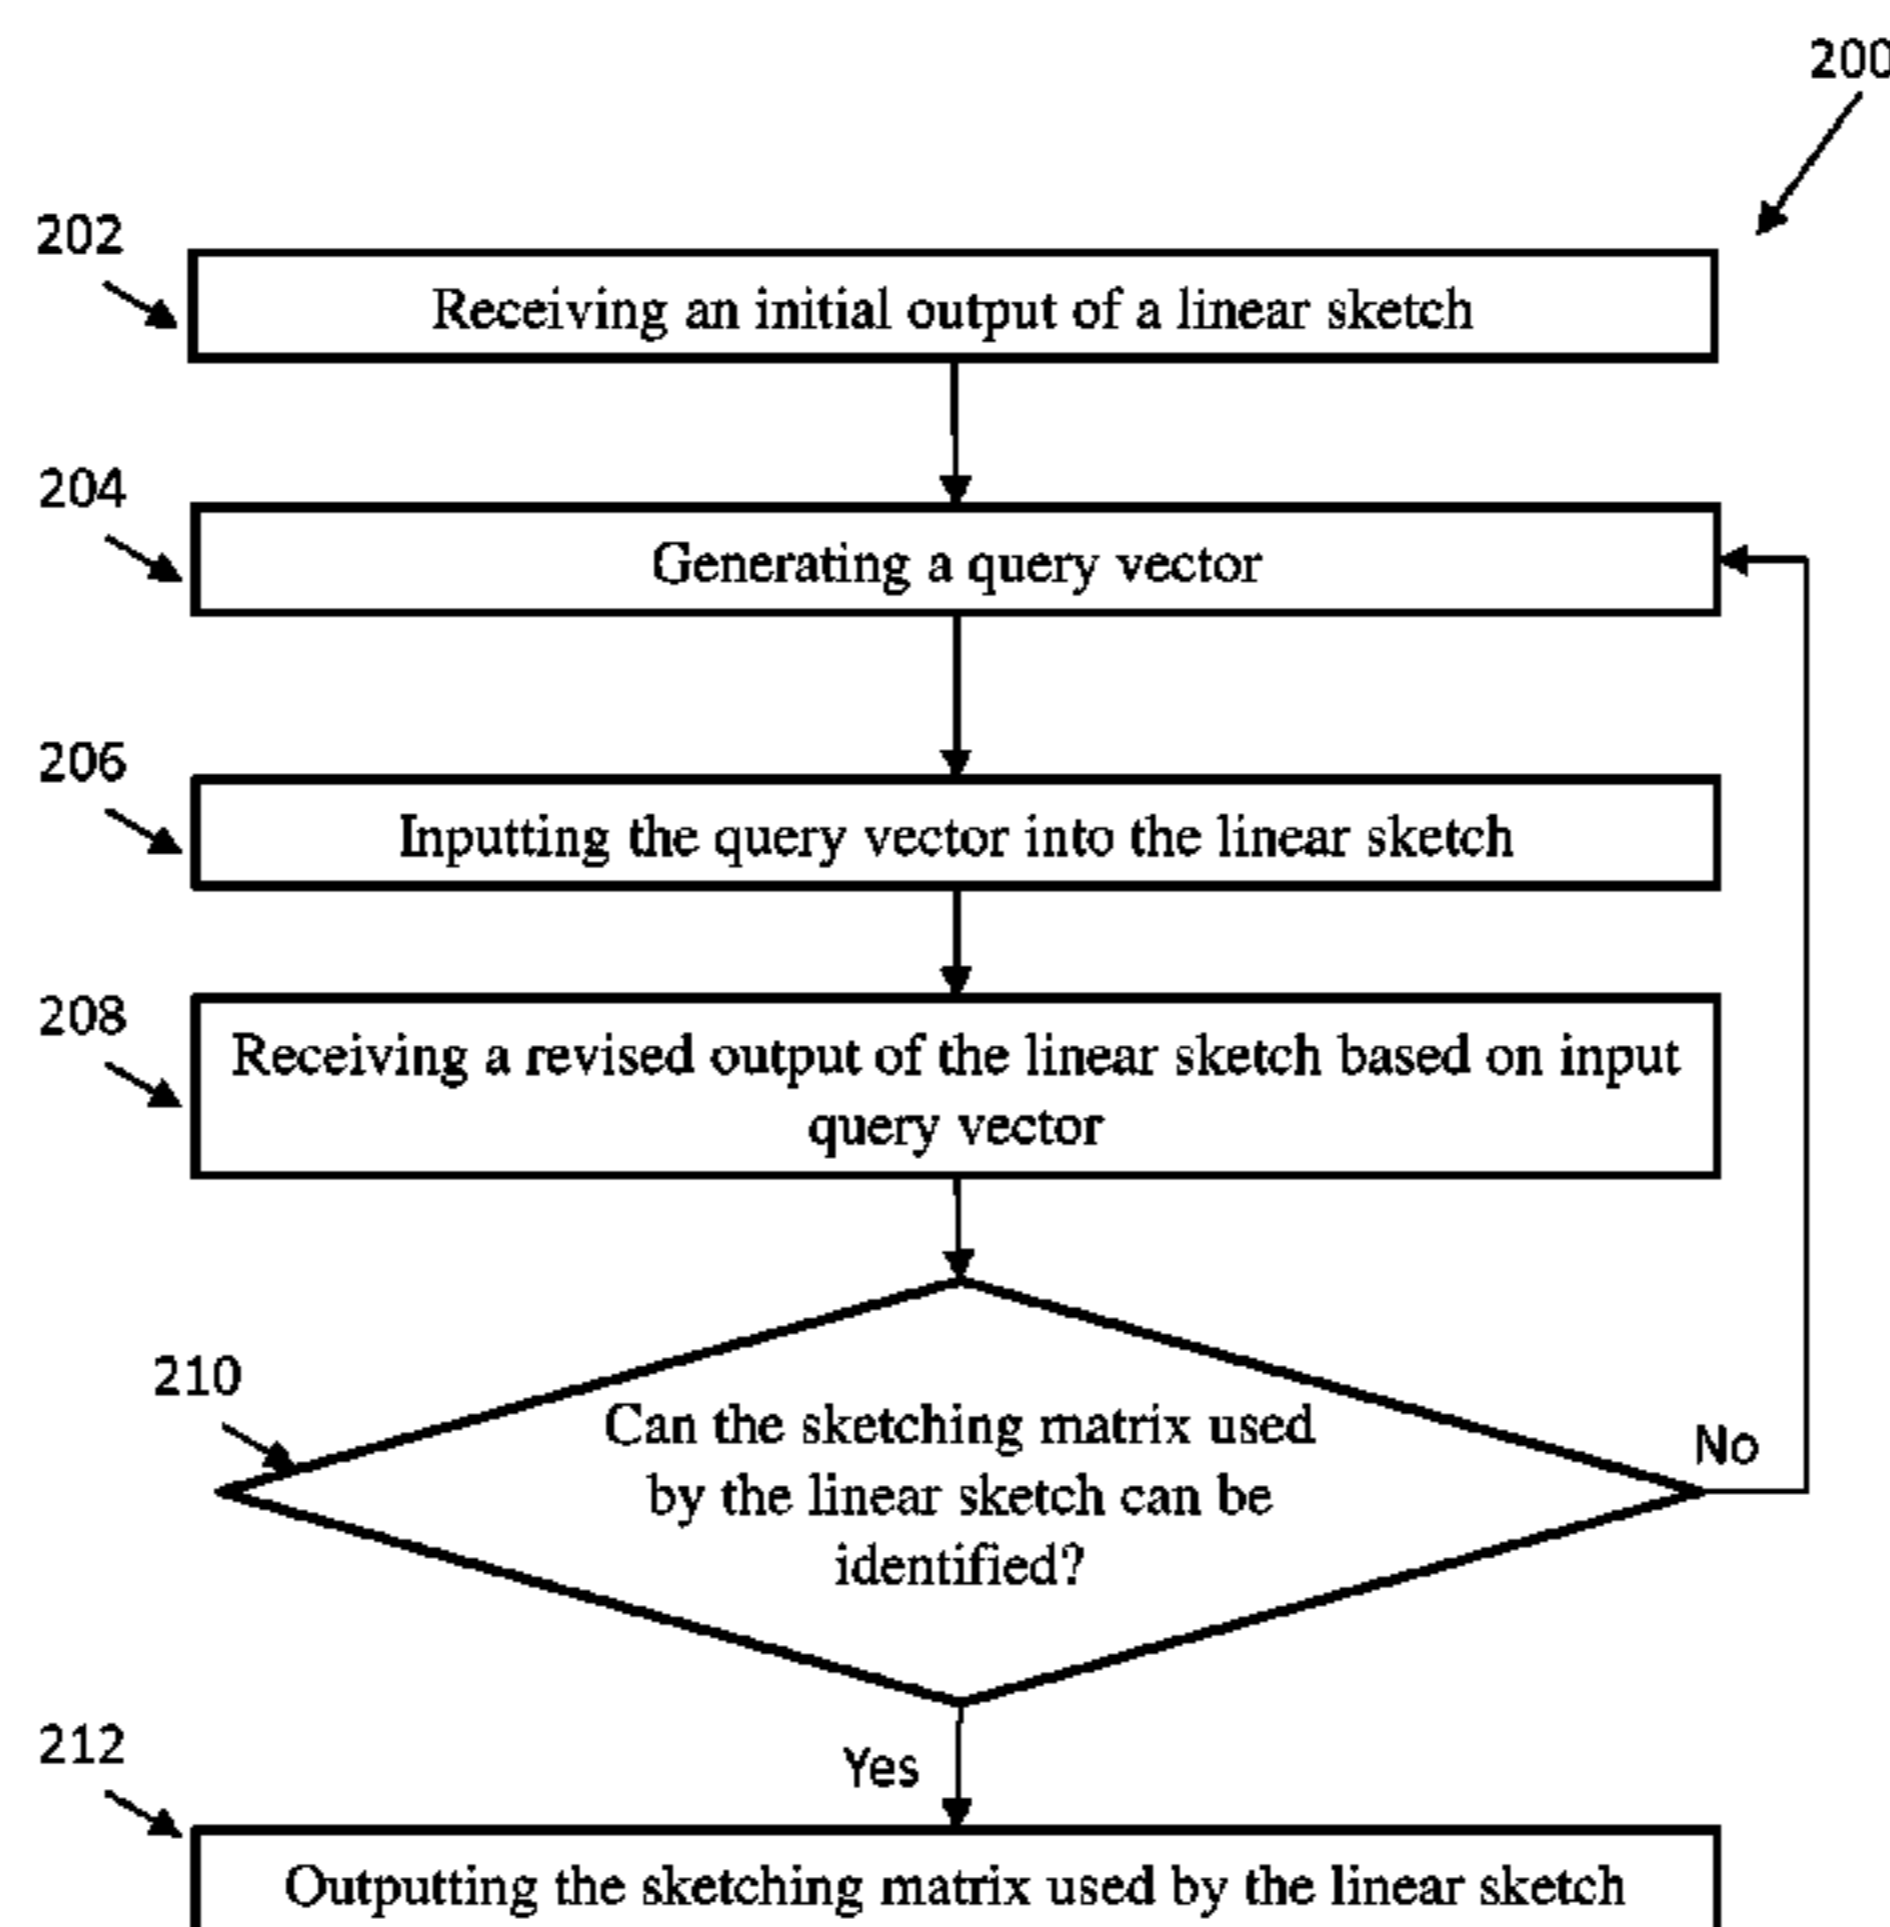 200
202
Receiving an initial output of a linear sketch
204
Generating a query vector
206
Inputting the query vector into the linear sketch
208
Receiving a revised output of the linear sketch based on input
query vector
210
Can the sketching matrix used
by the linear sketch can be
identified?
No
Yes
212
Outputting the sketching matrix used by the linear sketch